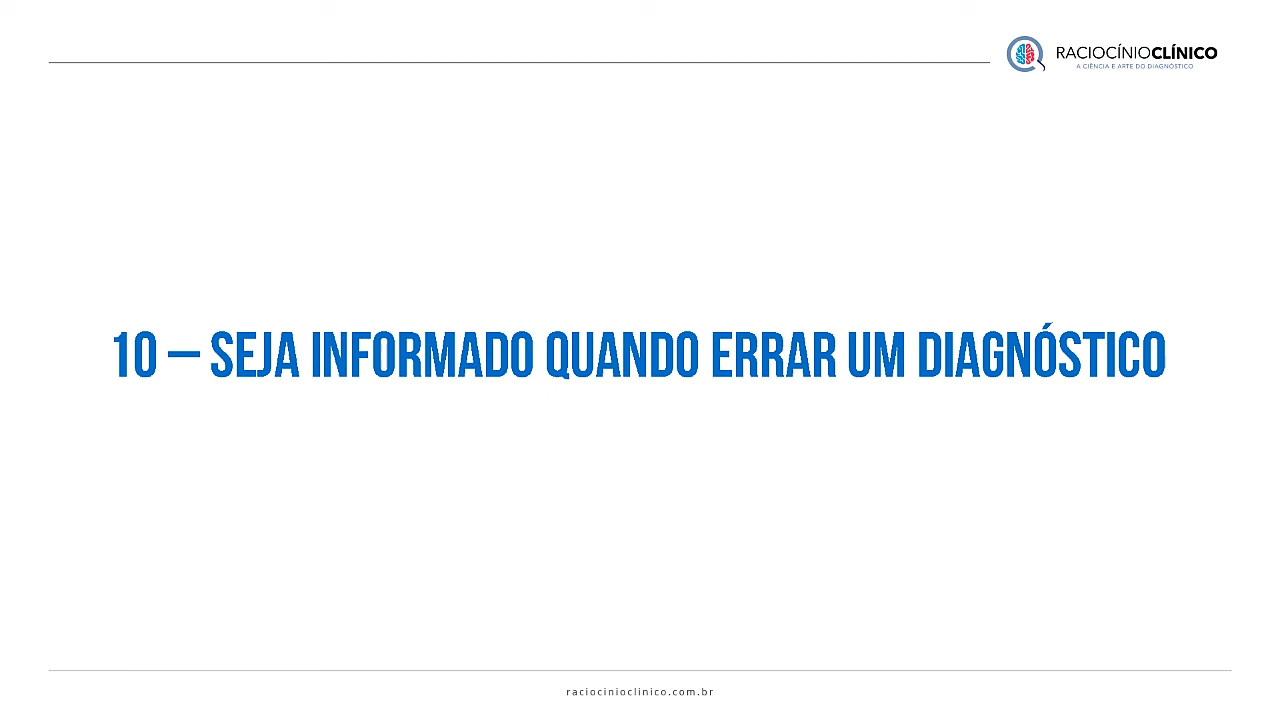 RACIOCÍNIOCLÍNICO
A CIÊNCIA E ARTE DO DIAGNÓSTICO
10 – SEJA INFORMADO QUANDO ERRAR UM DIAGNÓSTICO
raciocinioclinico.com.br